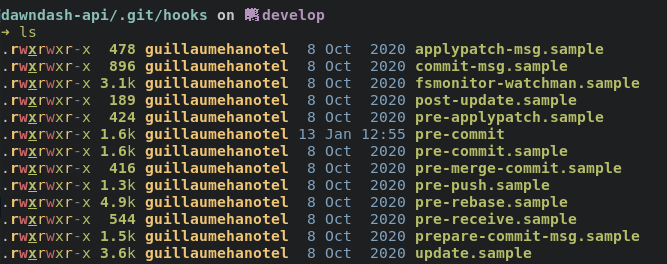 dawndash-api/.git/hooks on develop
➜ ls
.rwxrwxr-x 478 guillaumehanotel 8 Oct 2020 applypatch-msg.sample
.rwxrwxr-x 896 guillaumehanotel 8 Oct 2020 commit-msg.sample
.rwxrwxr-x 3.1k guillaumehanotel 8 Oct 2020 fsmonitor-watchman.sample
.rwxrwxr-x 189 guillaumehanotel 8 Oct 2020 post-update.sample
.rwxrwxr-x 424 guillaumehanotel 8 Oct 2020 pre-applypatch.sample
.rwxrwxr-x 1.6k guillaumehanotel 13 Jan 12:55 pre-commit
.rwxrwxr-x 1.6k guillaumehanotel 8 Oct 2020 pre-commit.sample
.rwxrwxr-x 416 guillaumehanotel 8 Oct 2020 pre-merge-commit.sample
.rwxrwxr-x 1.3k guillaumehanotel 8 Oct 2020 pre-push.sample
.rwxrwxr-x 4.9k guillaumehanotel 8 Oct 2020 pre-rebase.sample
.rwxrwxr-x 544 guillaumehanotel 8 Oct 2020 pre-receive.sample
.rwxrwxr-x 1.5k guillaumehanotel 8 Oct 2020 prepare-commit-msg.sample
.rwxrwxr-x 3.6k guillaumehanotel 8 Oct 2020 update.sample